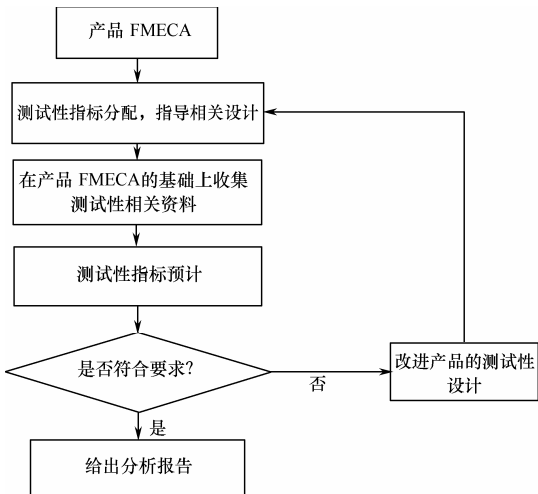 产品 FMECA
测试性指标分配，指导相关设计
在产品 FMECA的基础上收集
测试性相关资料
测试性指标预计
是否符合要求？
否
改进产品的测试性
设计
是
给出分析报告